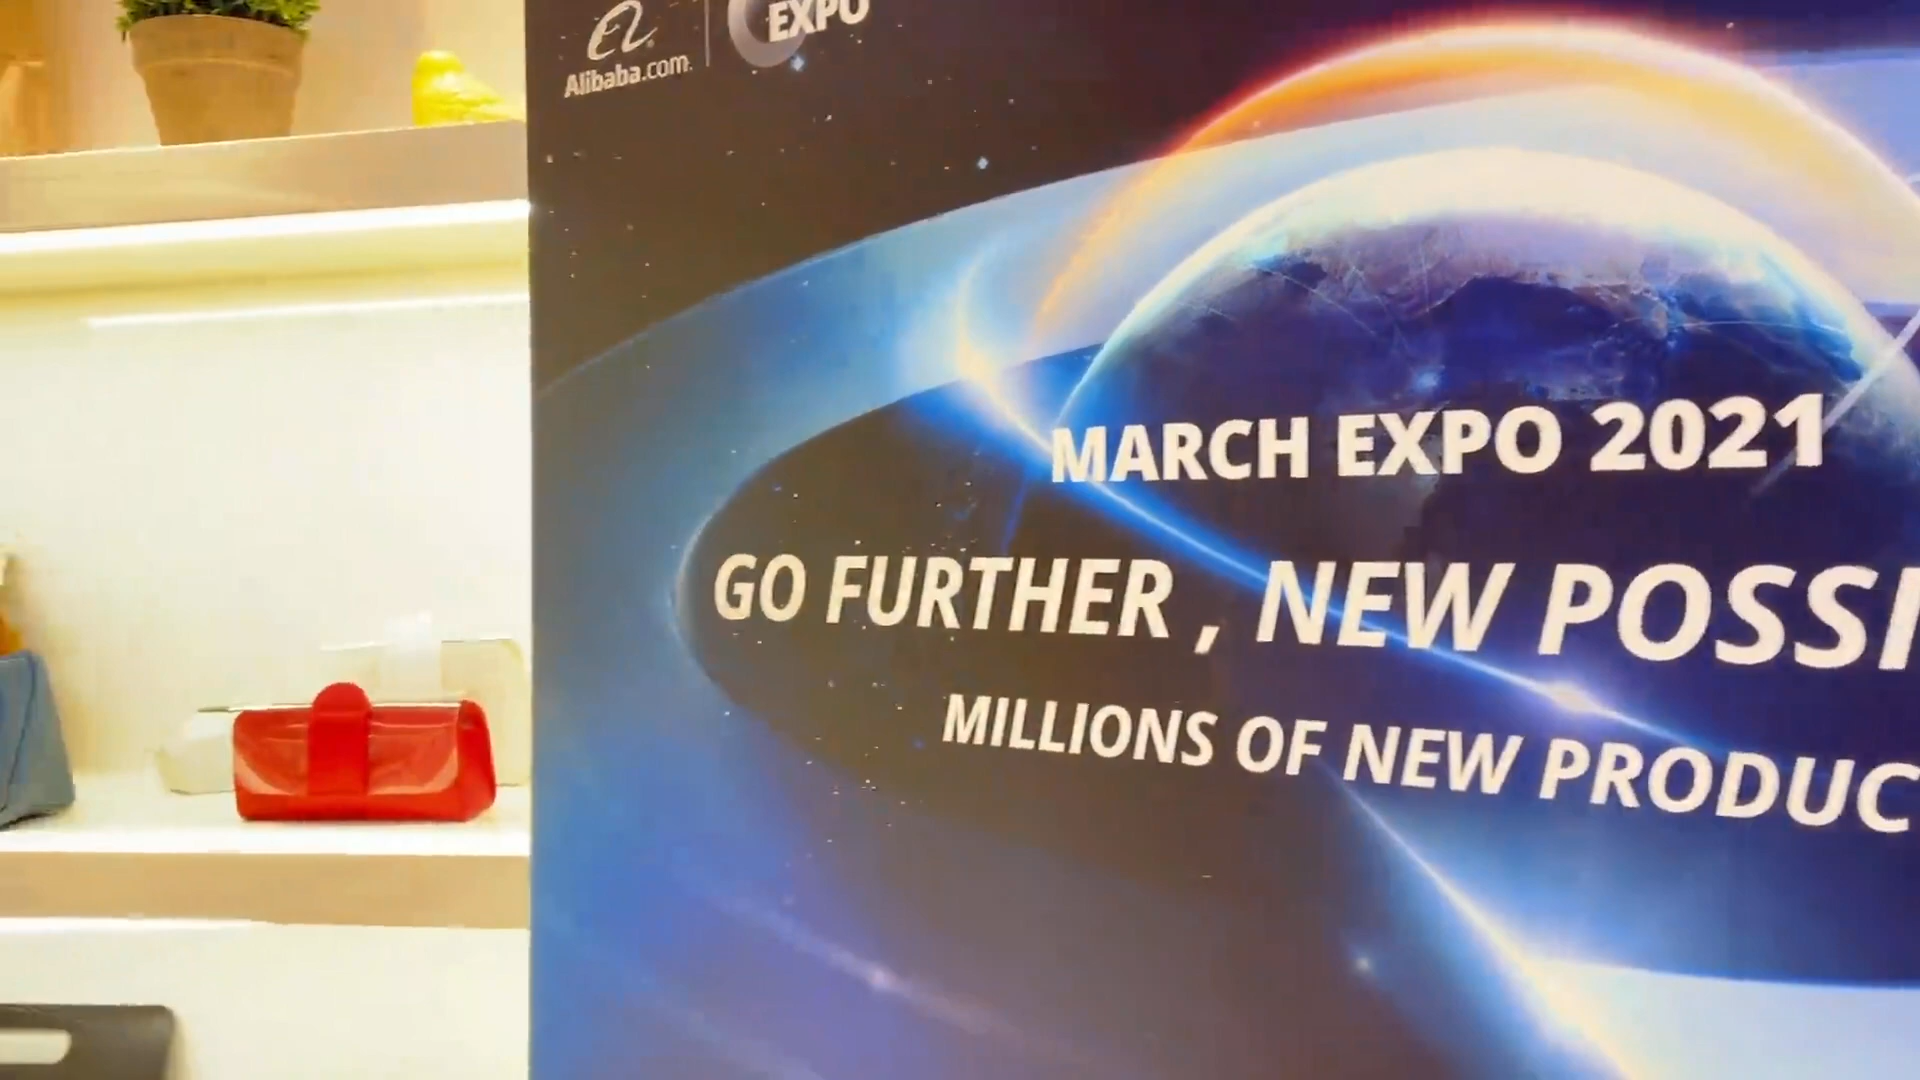 Alibaba.com
EXPO
MARCH EXPO 2021
GO FURTHER , NEW POSSI
MILLIONS OF NEW PRODUC